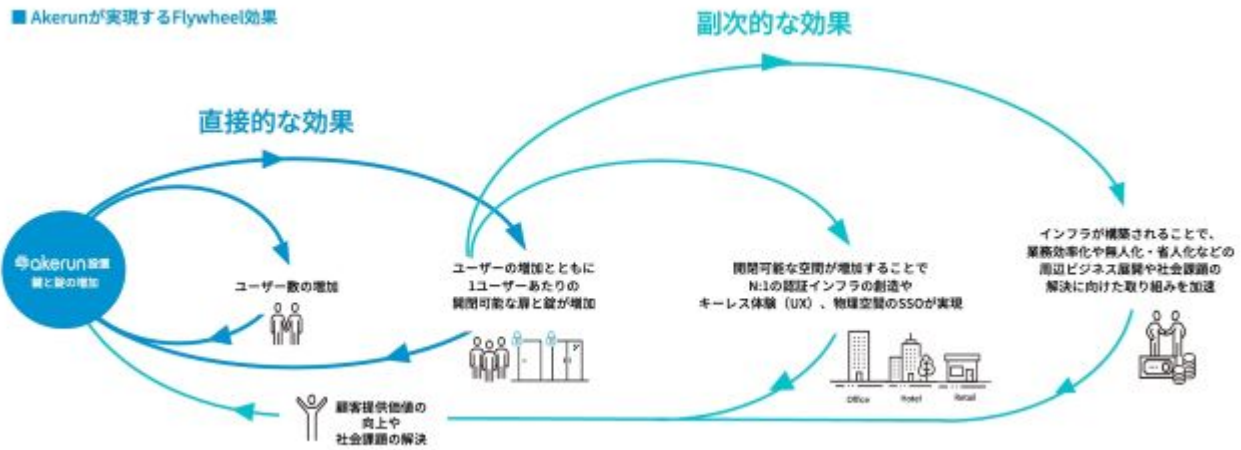 ■ Akerunが実現するFlywheel効果
副次的な効果
直接的な効果
akerun設置
鍵と錠の増加
ユーザー数の増加
ユーザーの増加とともに
1ユーザーあたりの
開閉可能な扉と錠が増加
開閉可能な空間が増加することで
N:1の認証インフラの創造や
キーレス体験（UX）、物理空間のSSOが実現
インフラが構築されることで、
業務効率化や無人化・省人化などの
周辺ビジネス展開や社会課題の
解決に向けた取り組みを加速
Office
Hotel
Retail
顧客提供価値の
向上や
社会課題の解決